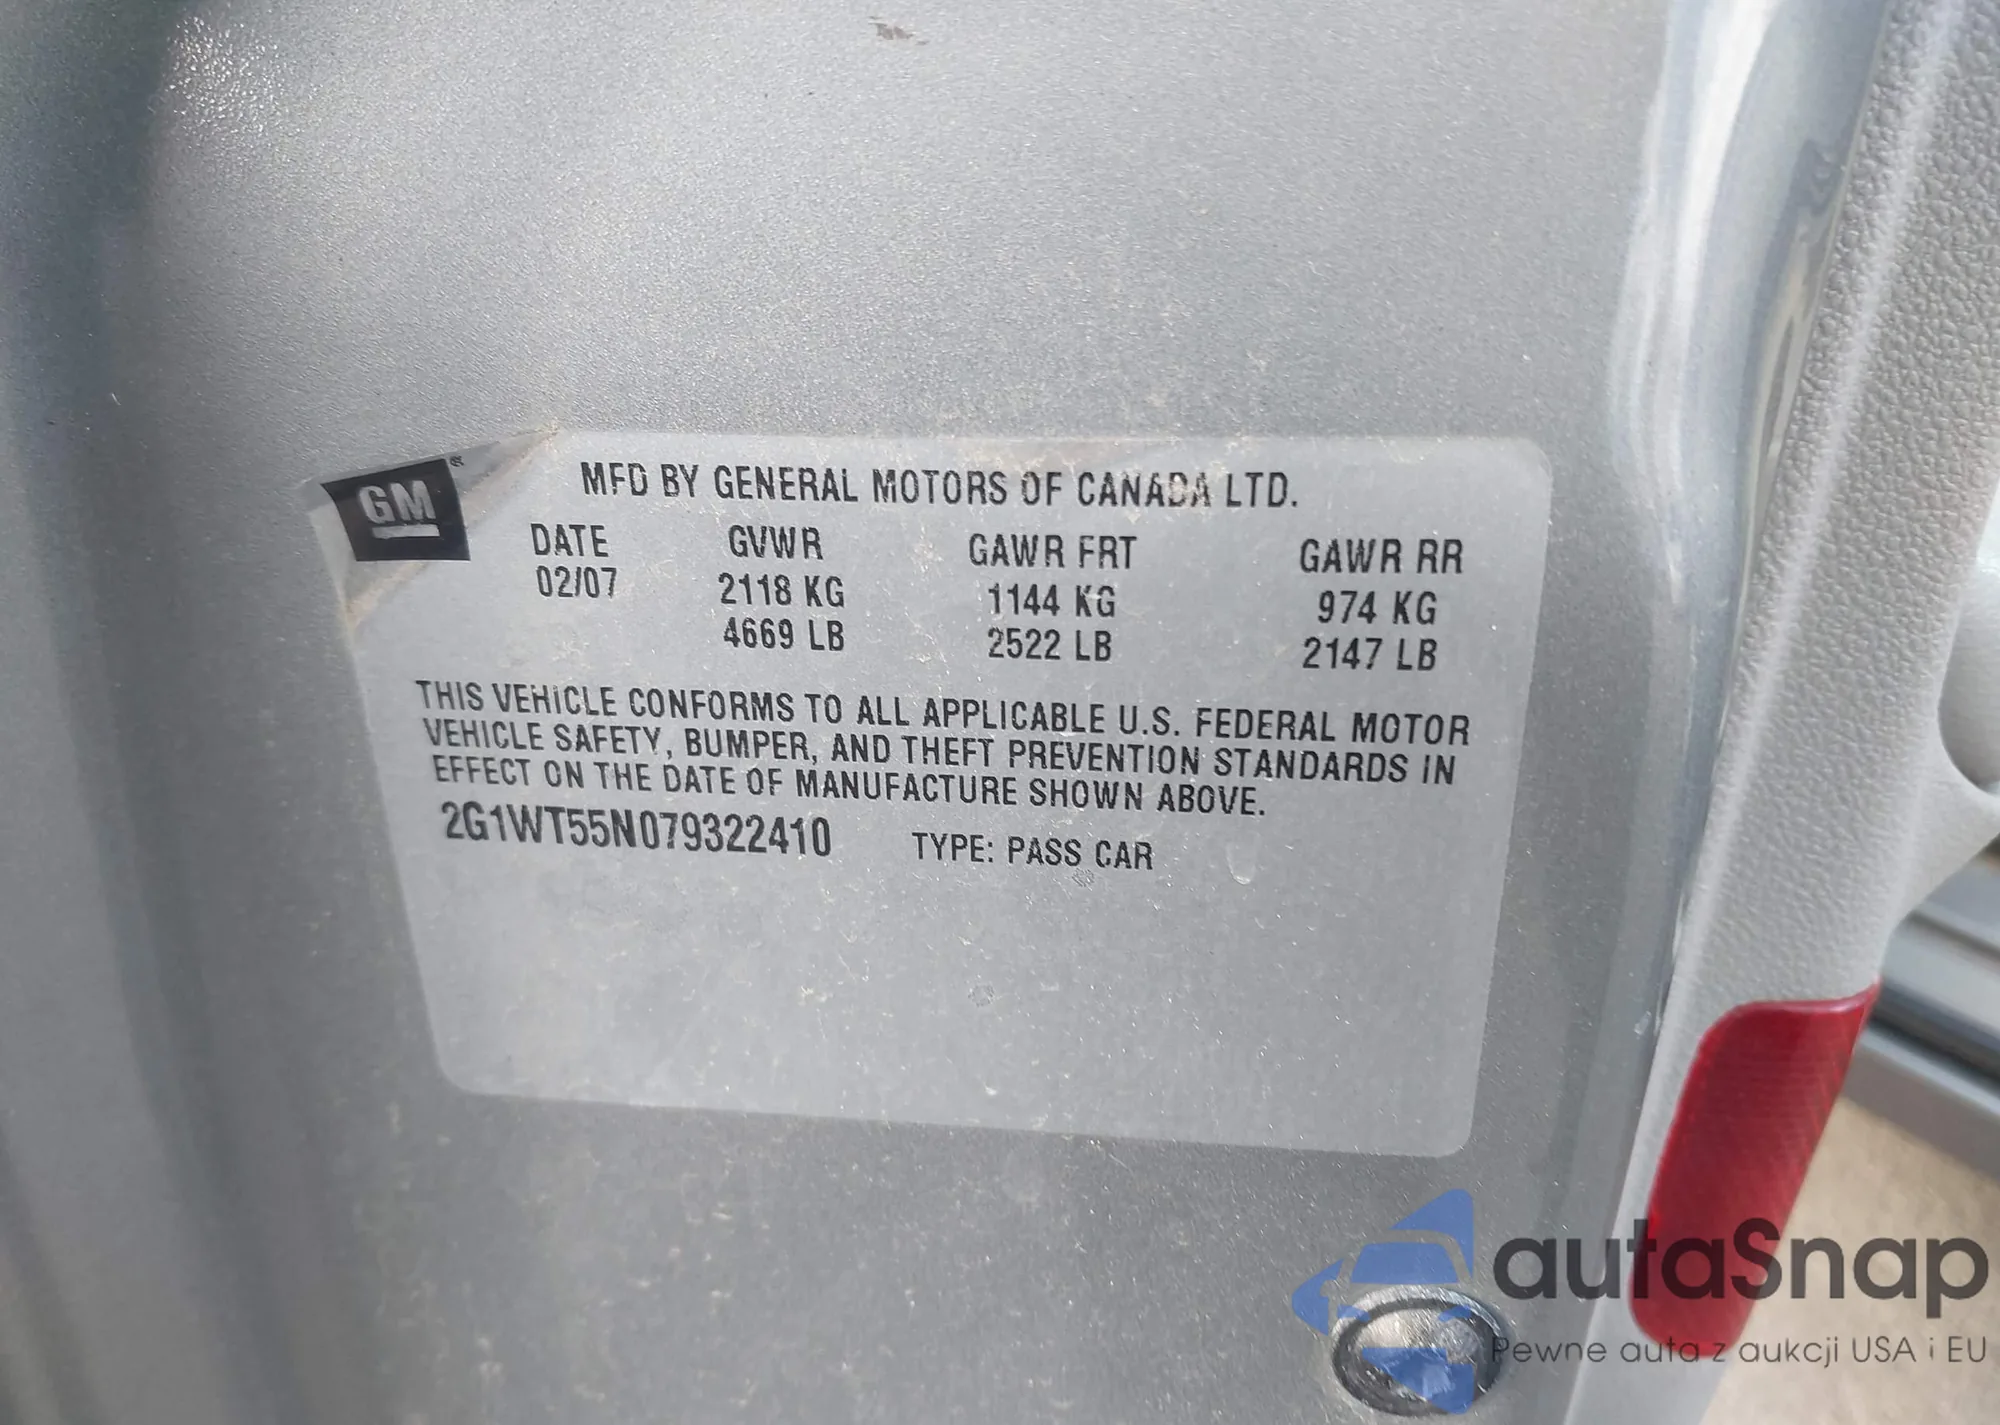 GM
MFD BY GENERAL MOTORS OF CANADA LTD.
DATE GVWR GAWR FRT GAWR RR
02/07 2118 KG 1144 KG 974 KG
4669 LB 2522 LB 2147 LB
THIS VEHICLE CONFORMS TO ALL APPLICABLE U.S. FEDERAL MOTOR
VEHICLE SAFETY, BUMPER, AND THEFT PREVENTION STANDARDS IN
EFFECT ON THE DATE OF MANUFACTURE SHOWN ABOVE.
2G1WT55N079322410 TYPE: PASS CAR
autaSnap
Pewne auta z aukcji USA i EU